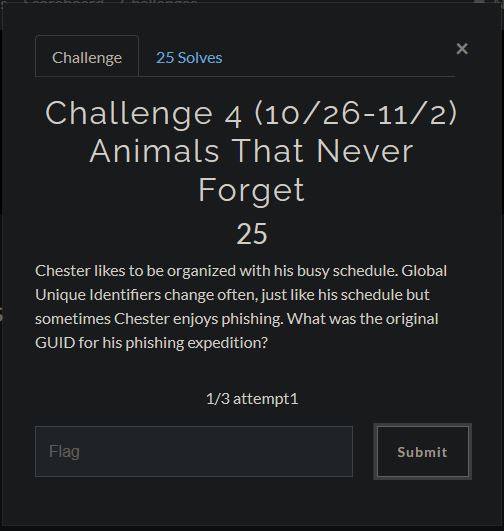 Challenge
25 Solves
×
Challenge 4 (10/26-11/2)
Animals That Never
Forget
25
Chester likes to be organized with his busy schedule. Global
Unique Identifiers change often, just like his schedule but
sometimes Chester enjoys phishing. What was the original
GUID for his phishing expedition?
1/3 attempt1
Flag
Submit